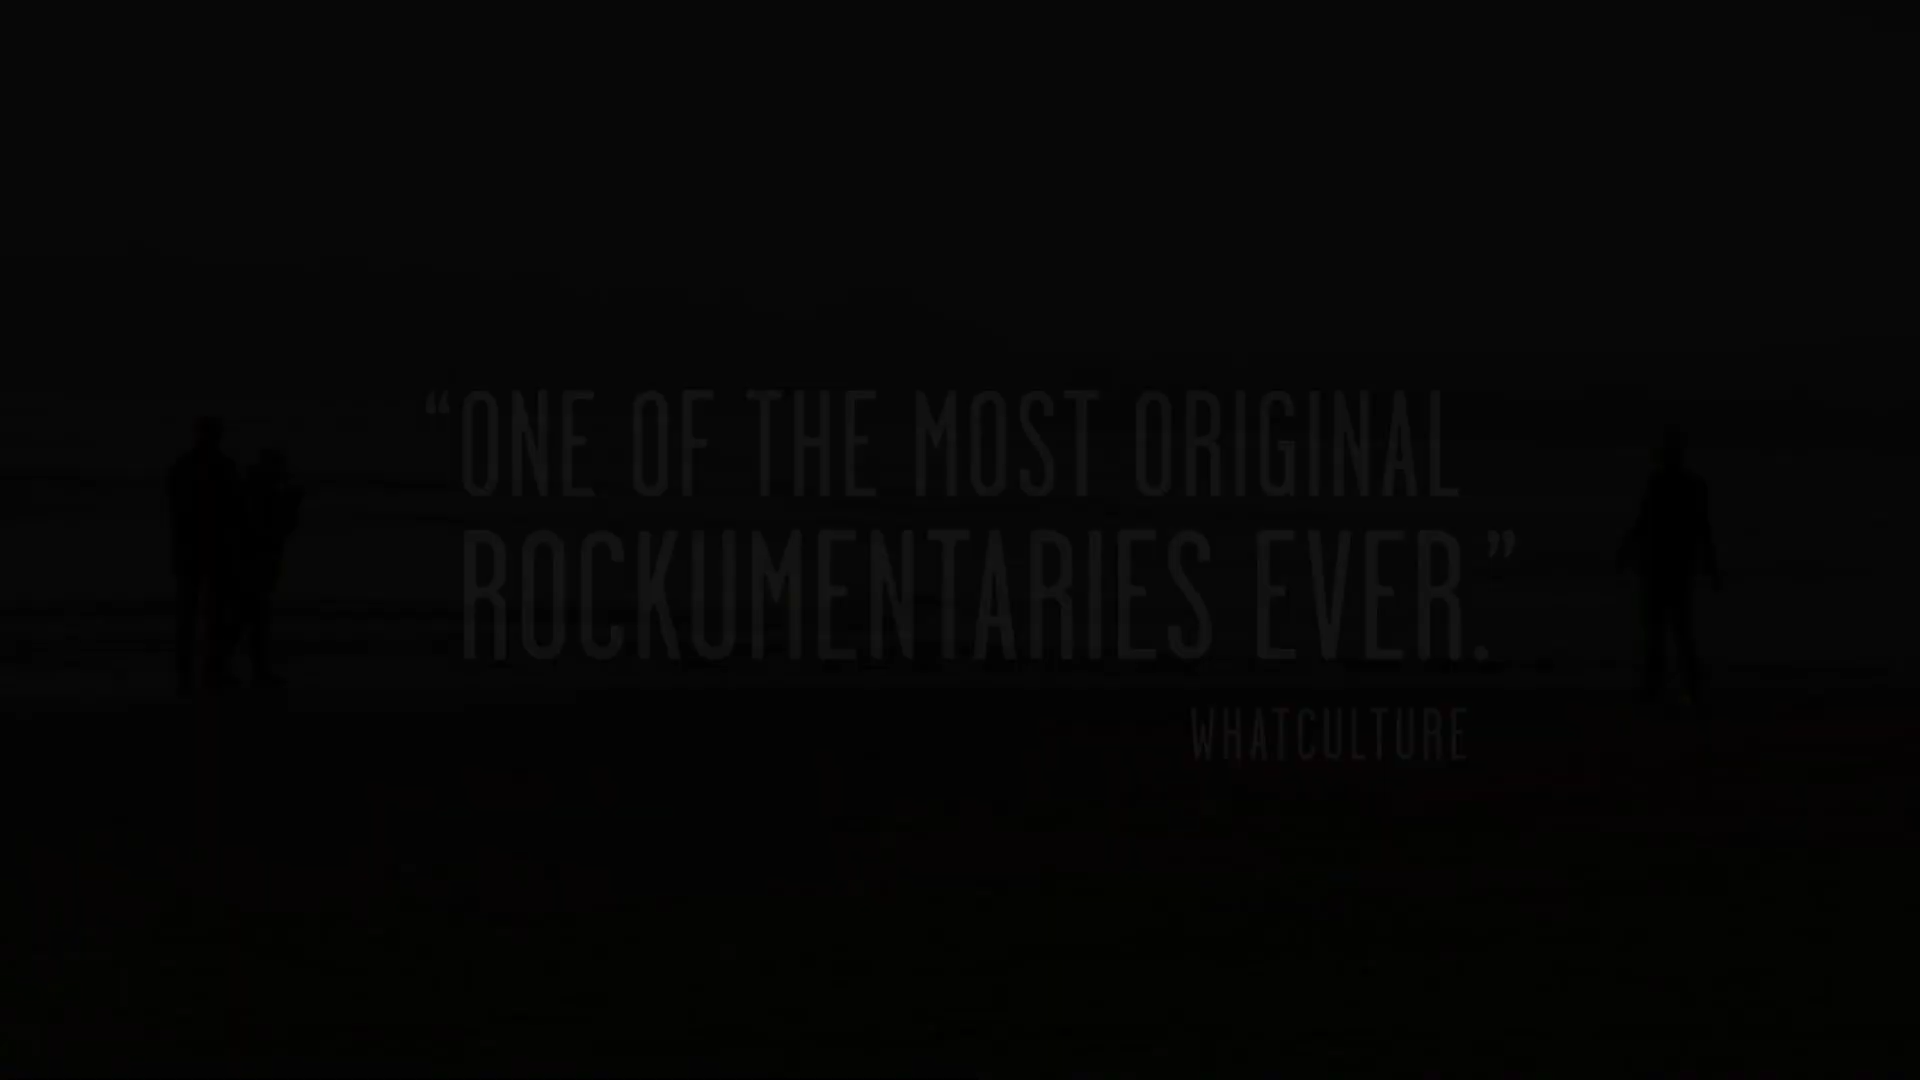 “ONE OF THE MOST ORIGINAL
ROCKUMENTARIES EVER.”
WHATCULTURE